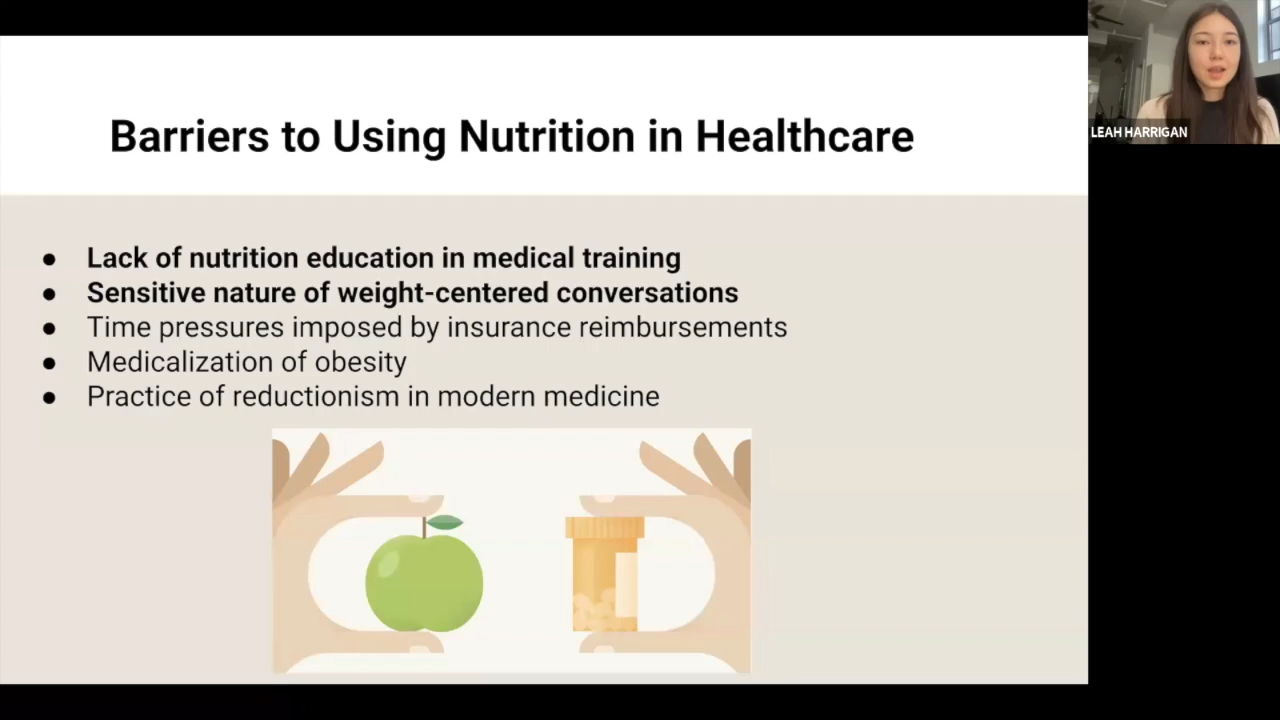 Barriers to Using Nutrition in Healthcare
LEAH HARRIGAN
● Lack of nutrition education in medical training
● Sensitive nature of weight-centered conversations
● Time pressures imposed by insurance reimbursements
● Medicalization of obesity
● Practice of reductionism in modern medicine